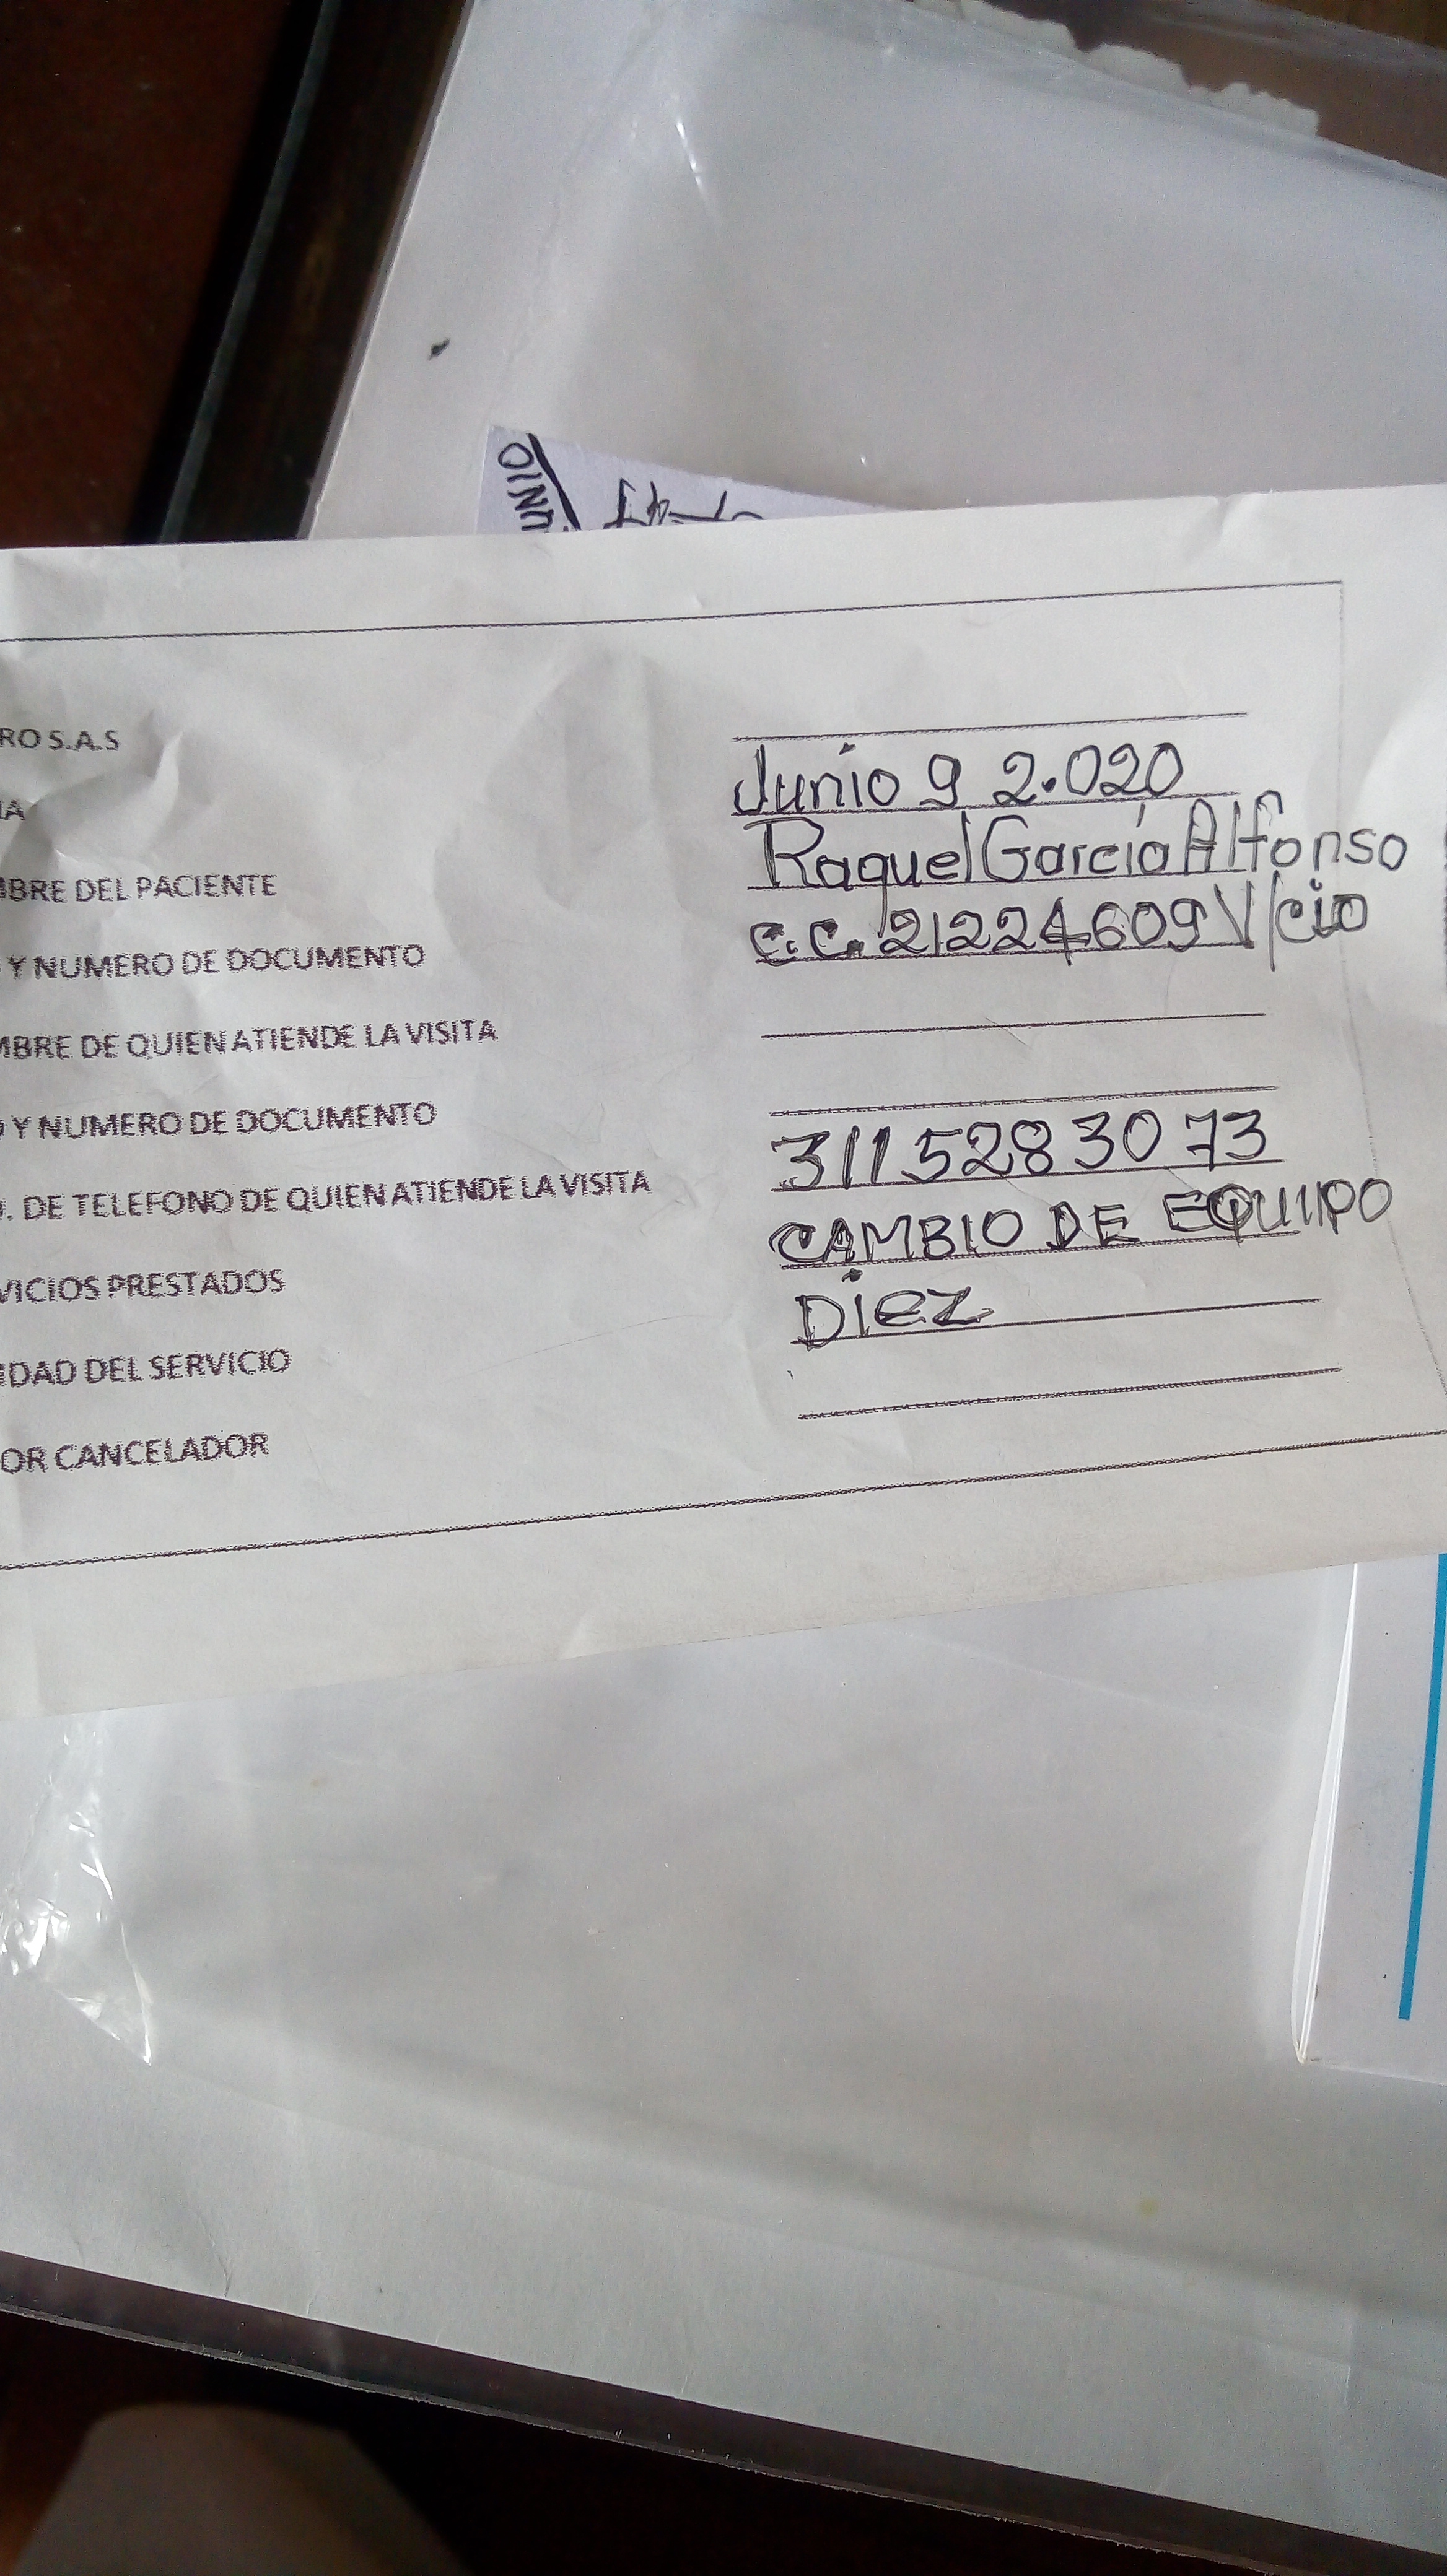 UNIO
RO S.A.S
IA Junio 9 2.020
MBRE DEL PACIENTE Raquel García Alfonso
Y NUMERO DE DOCUMENTO C.C. 21224609 V/cio
MBRE DE QUIEN ATIENDE LA VISITA
O Y NUMERO DE DOCUMENTO
O. DE TELEFONO DE QUIEN ATIENDE LA VISITA 311 528 30 73
VICIOS PRESTADOS CAMBIO DE EQUIPO
IDAD DEL SERVICIO Diez
OR CANCELADOR